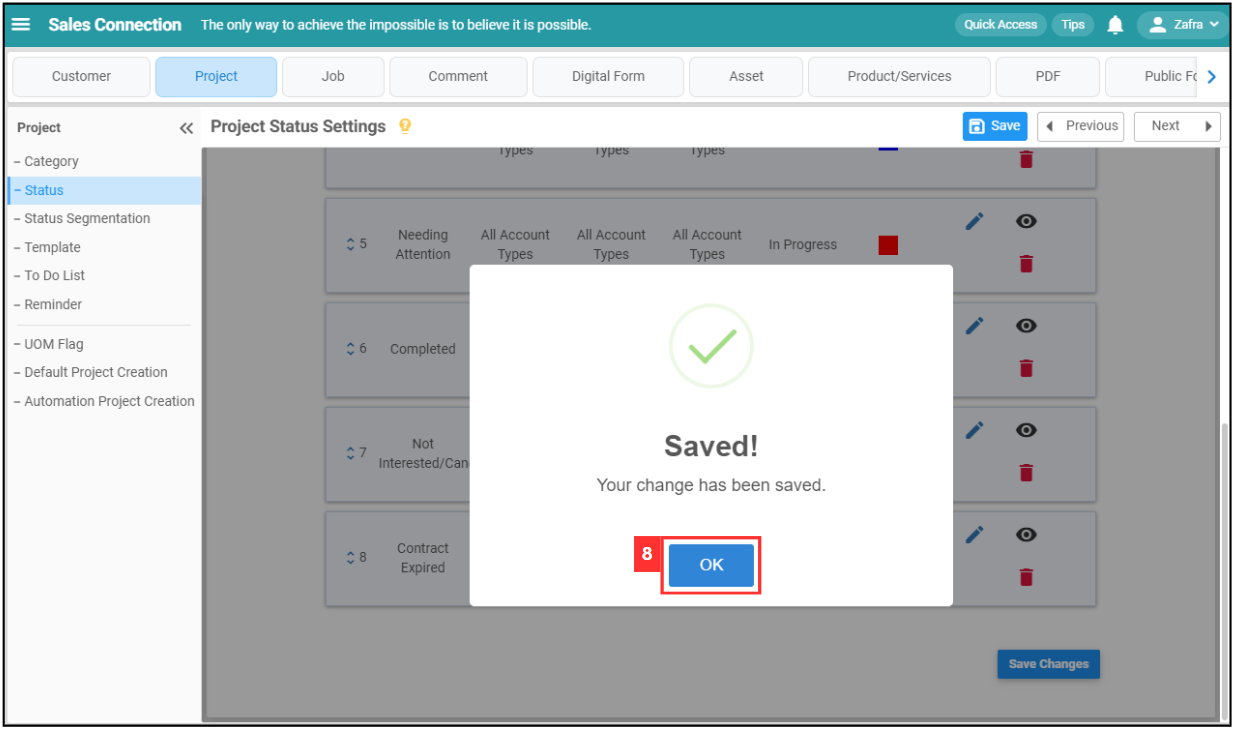 Sales Connection The only way to achieve the impossible is to believe it is possible. Quick Access Tips Zafra
Customer Project Job Comment Digital Form Asset Product/Services PDF Public Fo
Project Project Status Settings Save Previous Next
– Category
– Status
– Status Segmentation
– Template
– To Do List
– Reminder
– UOM Flag
– Default Project Creation
– Automation Project Creation
Types Types Types
5 Needing Attention All Account Types All Account Types All Account Types In Progress
6 Completed
7 Not Interested/Can
8 Contract Expired
Saved!
Your change has been saved.
8 OK
Save Changes